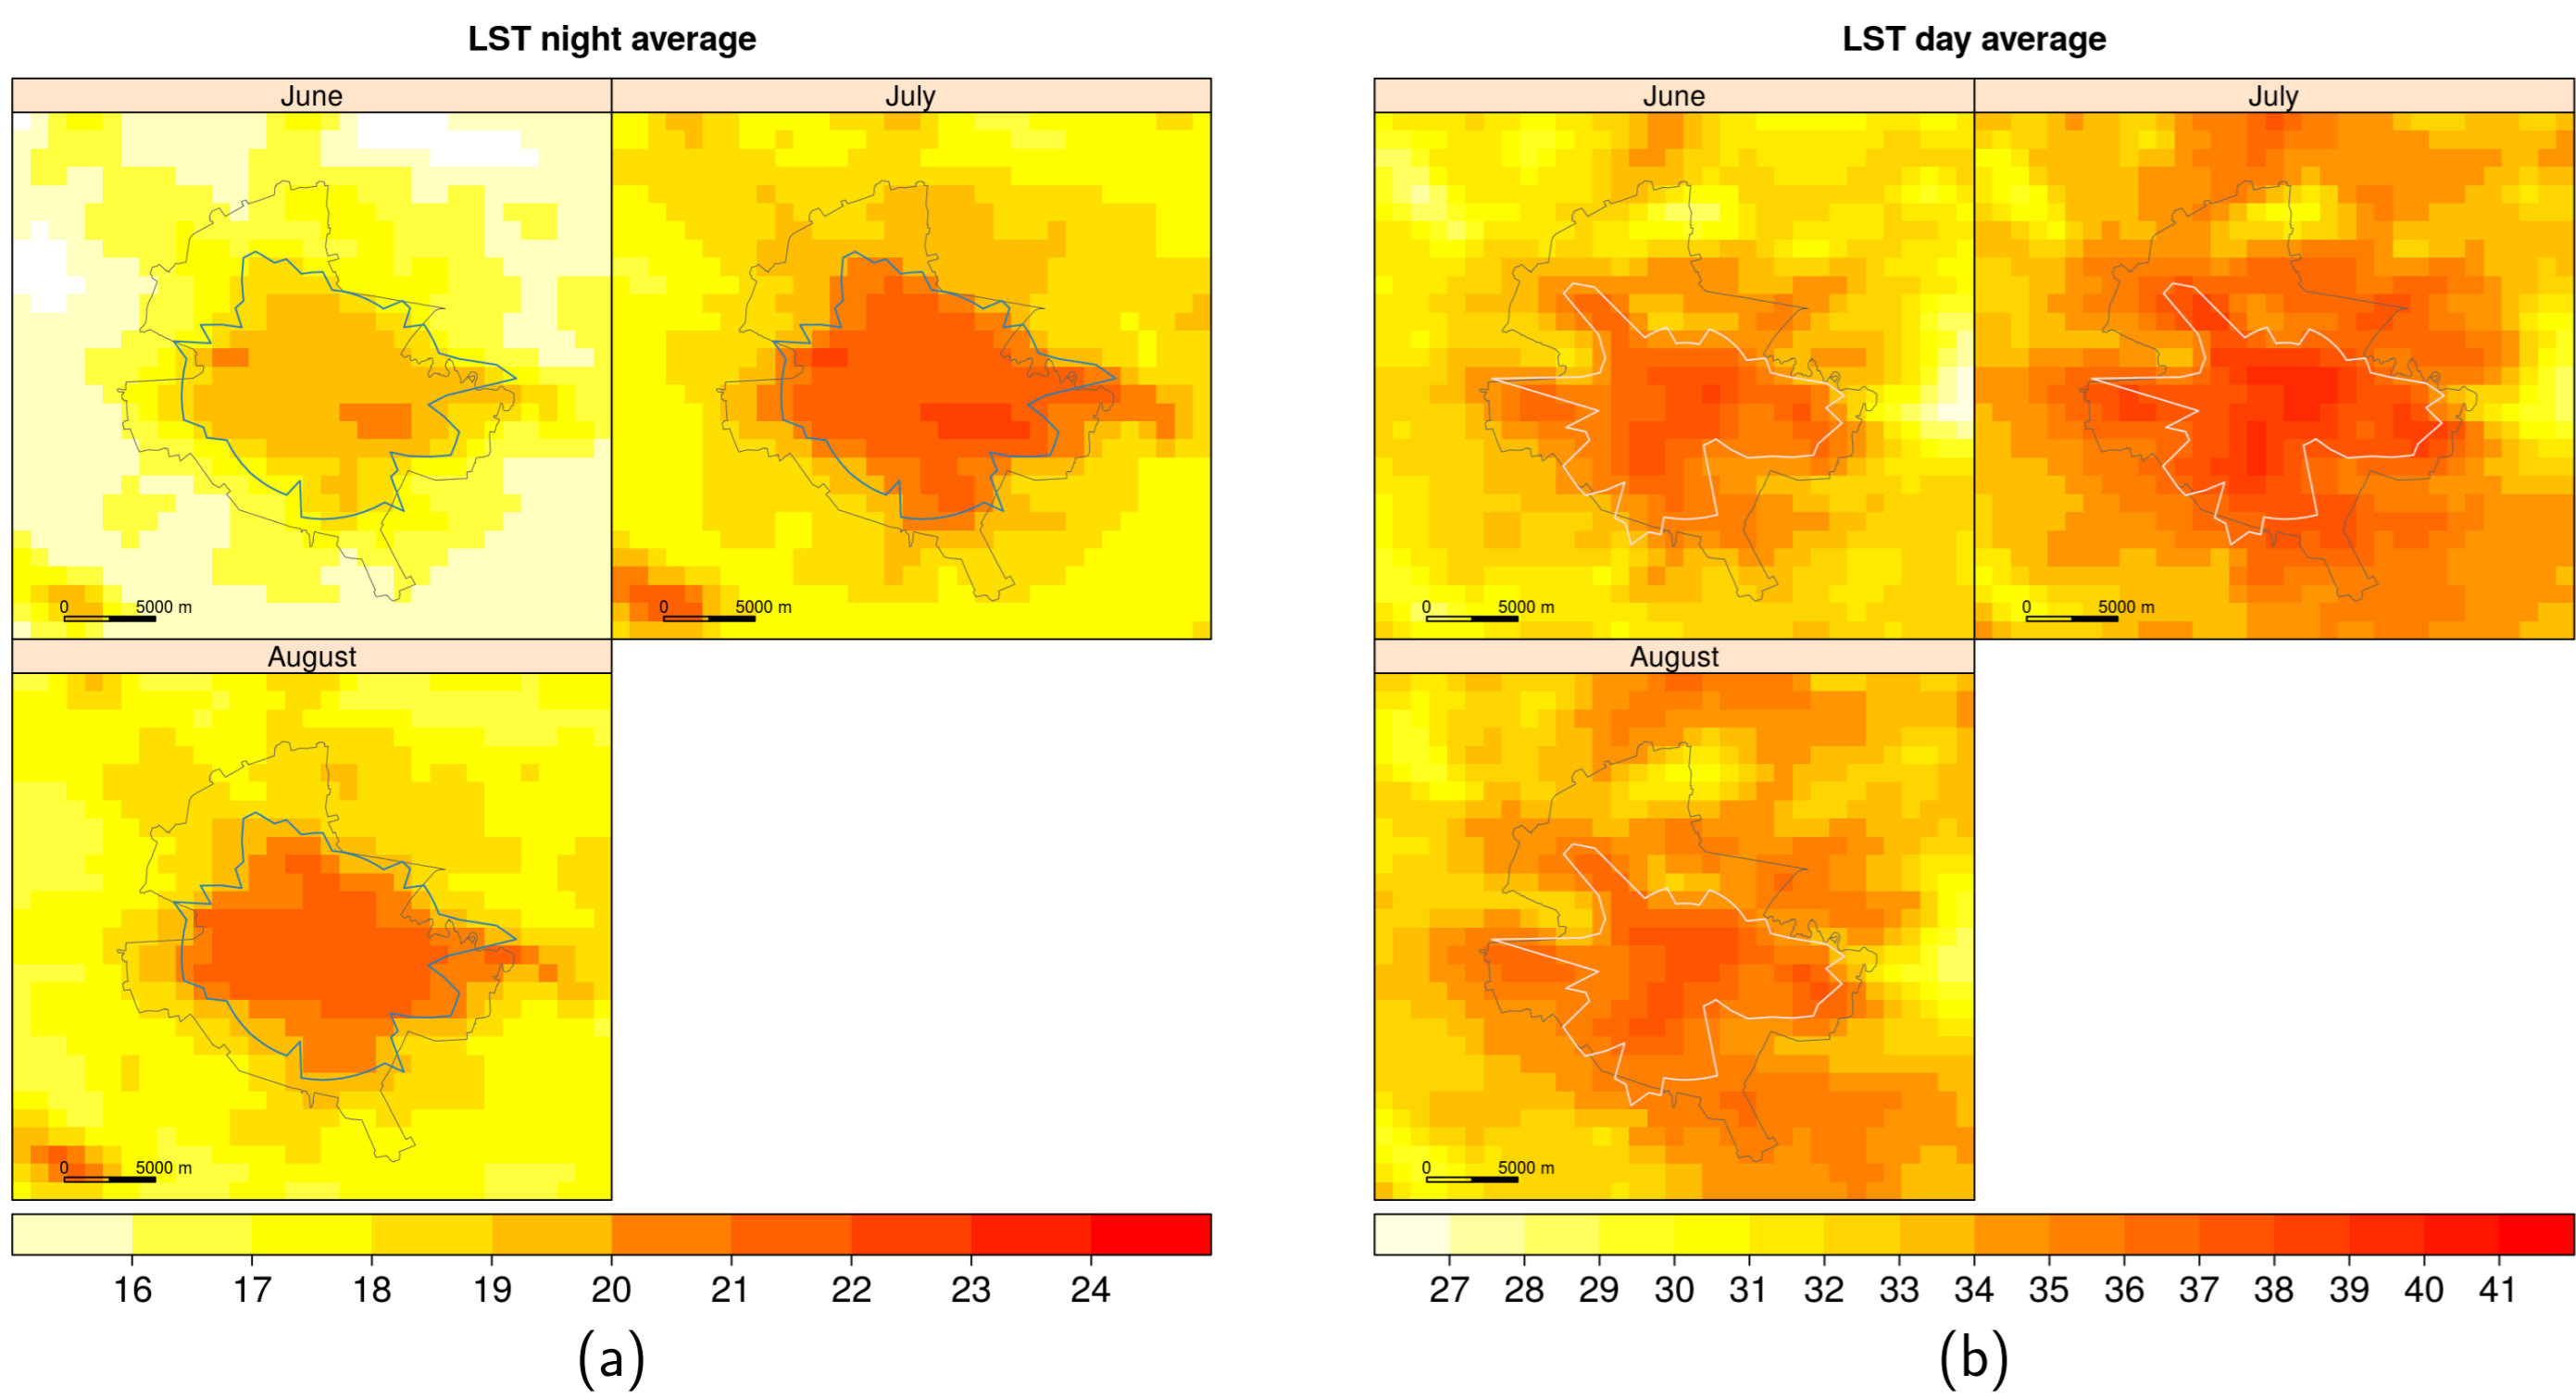 LST night average
June
July
0 5000 m
0 5000 m
August
0 5000 m
16 17 18 19 20 21 22 23 24
(a)
LST day average
June
July
0 5000 m
0 5000 m
August
0 5000 m
27 28 29 30 31 32 33 34 35 36 37 38 39 40 41
(b)